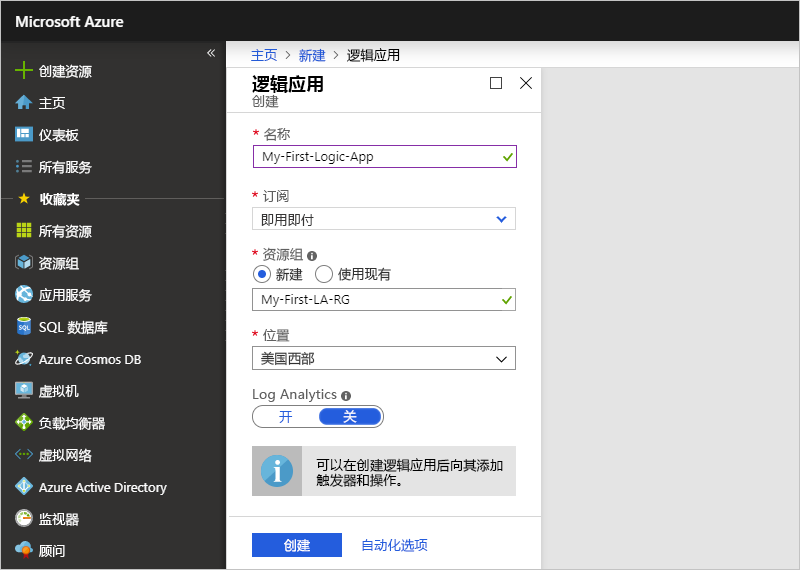 Microsoft Azure
«
创建资源
主页
仪表板
所有服务
收藏夹
所有资源
资源组
应用服务
SQL 数据库
Azure Cosmos DB
虚拟机
负载均衡器
虚拟网络
Azure Active Directory
监视器
顾问
主页 > 新建 > 逻辑应用
逻辑应用
创建
* 名称
My-First-Logic-App
* 订阅
即用即付
* 资源组
新建 使用现有
My-First-LA-RG
* 位置
美国西部
Log Analytics
开 关
可以在创建逻辑应用后向其添加
触发器和操作。
创建 自动化选项